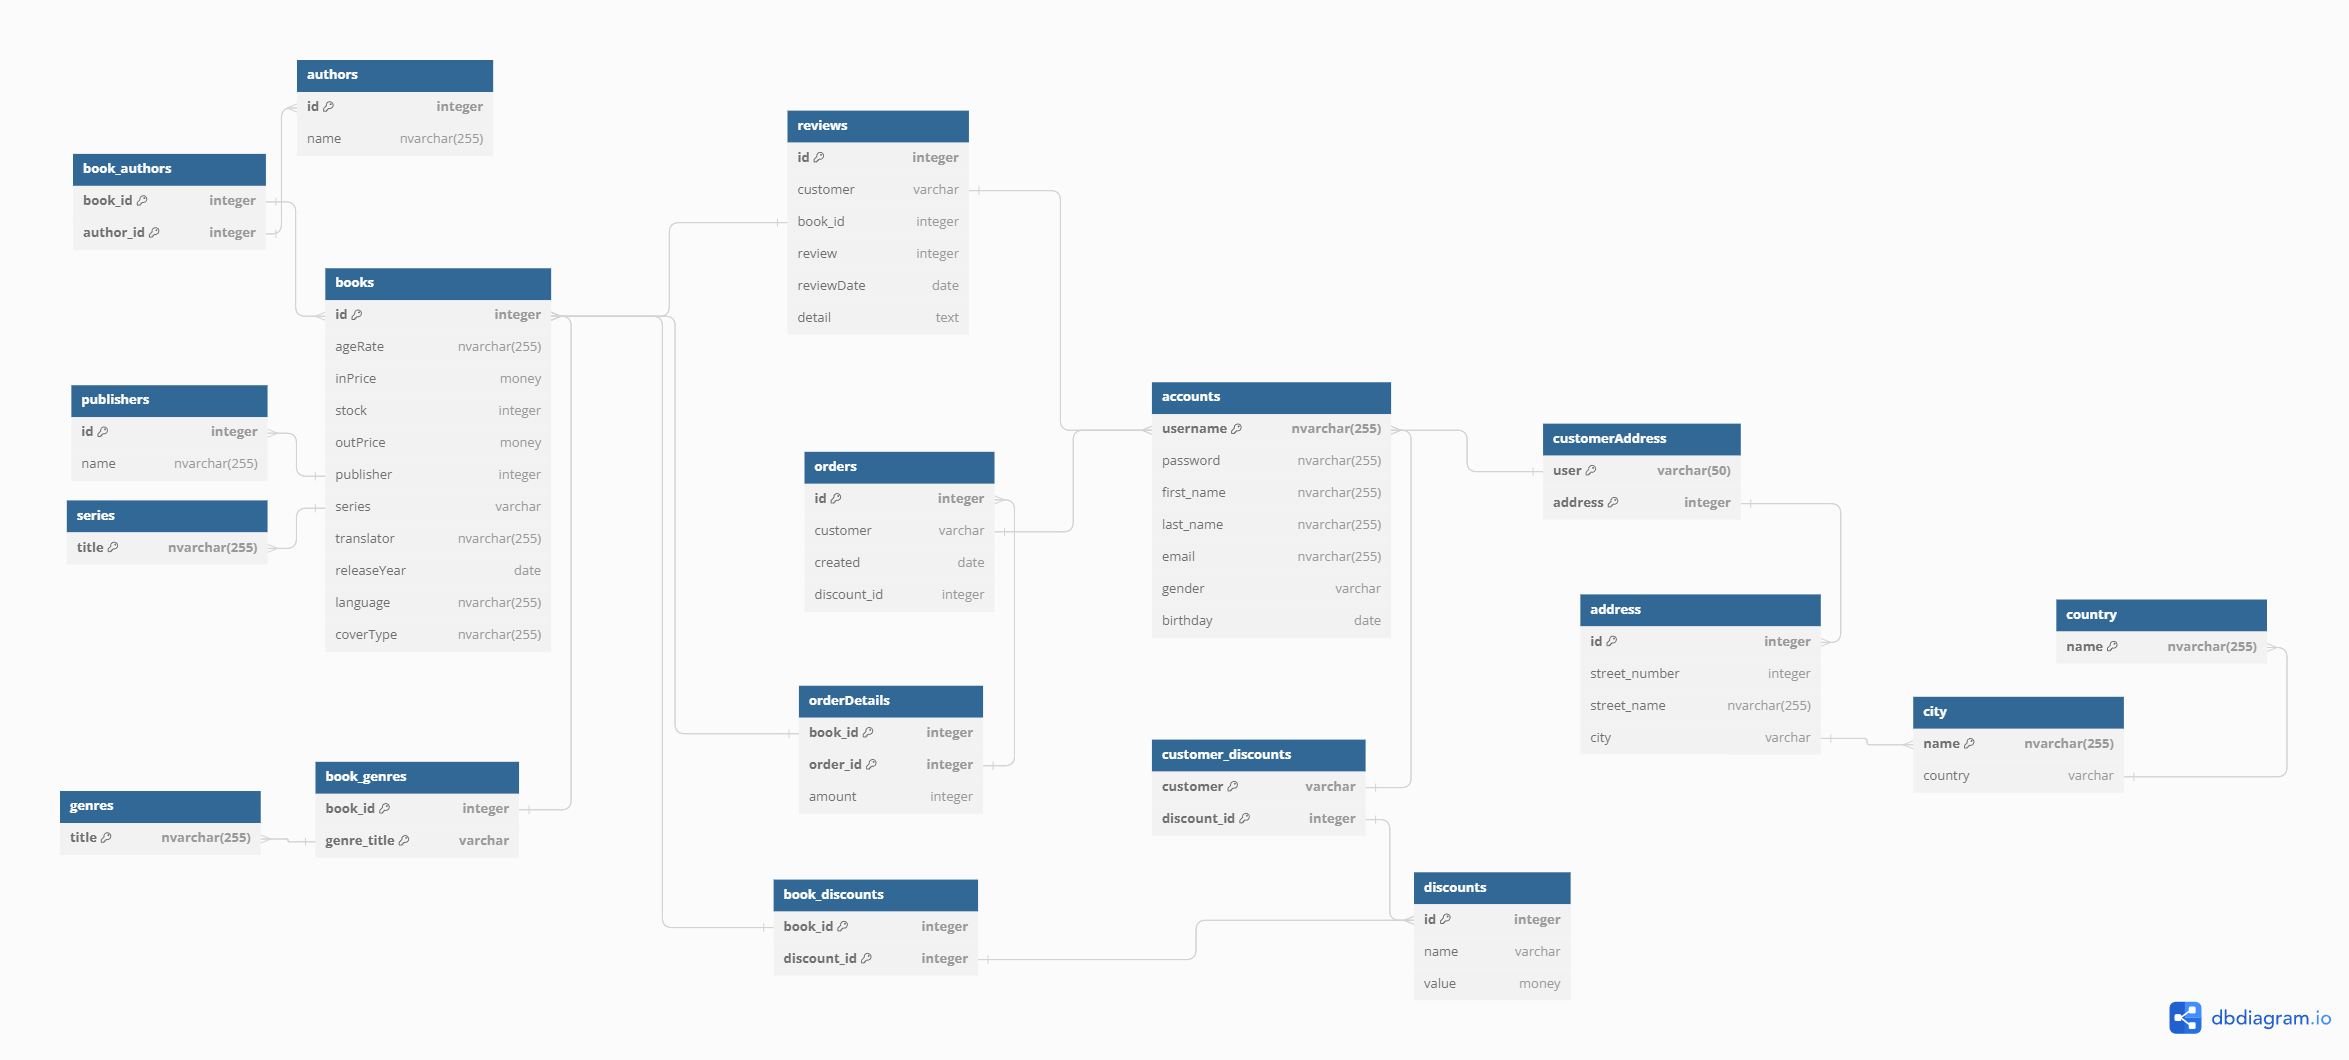 authors
id integer
name nvarchar(255)
book_authors
book_id integer
author_id integer
books
id integer
ageRate nvarchar(255)
inPrice money
stock integer
outPrice money
publisher integer
series varchar
translator nvarchar(255)
releaseYear date
language nvarchar(255)
coverType nvarchar(255)
publishers
id integer
name nvarchar(255)
series
title nvarchar(255)
genres
title nvarchar(255)
book_genres
book_id integer
genre_title varchar
reviews
id integer
customer varchar
book_id integer
review integer
reviewDate date
detail text
orders
id integer
customer varchar
created date
discount_id integer
orderDetails
book_id integer
order_id integer
amount integer
book_discounts
book_id integer
discount_id integer
accounts
username nvarchar(255)
password nvarchar(255)
first_name nvarchar(255)
last_name nvarchar(255)
email nvarchar(255)
gender varchar
birthday date
customer_discounts
customer varchar
discount_id integer
discounts
id integer
name varchar
value money
customerAddress
user varchar(50)
address integer
address
id integer
street_number integer
street_name nvarchar(255)
city varchar
city
name nvarchar(255)
country varchar
country
name nvarchar(255)
dbdiagram.io